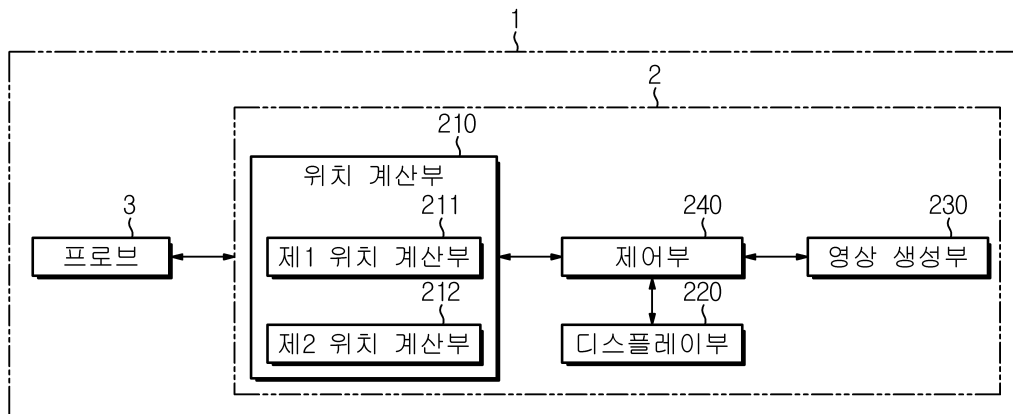 1
2
210
위치 계산부
3
프로브
211
제1 위치 계산부
240
제어부
230
영상 생성부
212
제2 위치 계산부
220
디스플레이부